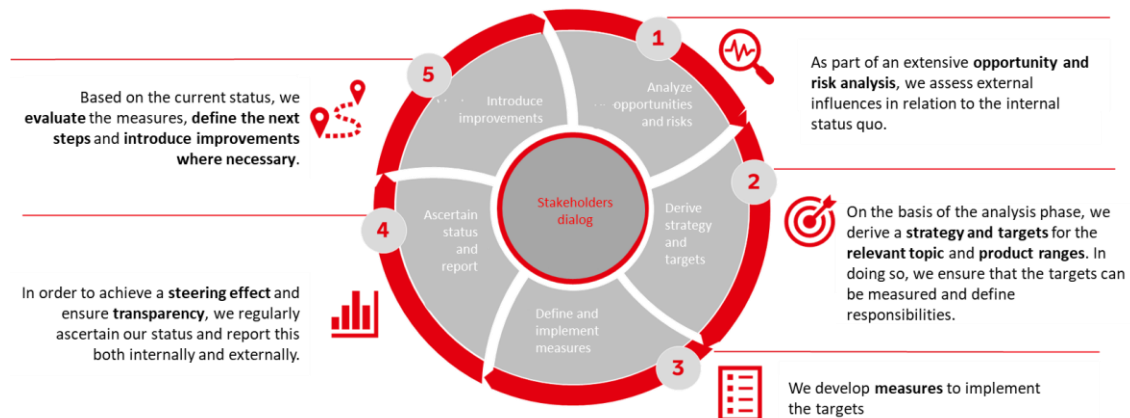 1
Analyze
opportunities
and risks
As part of an extensive opportunity and
risk analysis, we assess external
influences in relation to the internal
status quo.
2
Derive
strategy
and
targets
On the basis of the analysis phase, we
derive a strategy and targets for the
relevant topic and product ranges. In
doing so, we ensure that the targets can
be measured and define
responsibilities.
3
Define and
implement
measures
We develop measures to implement
the targets
4
Ascertain
status
and
report
In order to achieve a steering effect and
ensure transparency, we regularly
ascertain our status and report this
both internally and externally.
5
Introduce
improvements
Based on the current status, we
evaluate the measures, define the next
steps and introduce improvements
where necessary.
Stakeholders
dialog